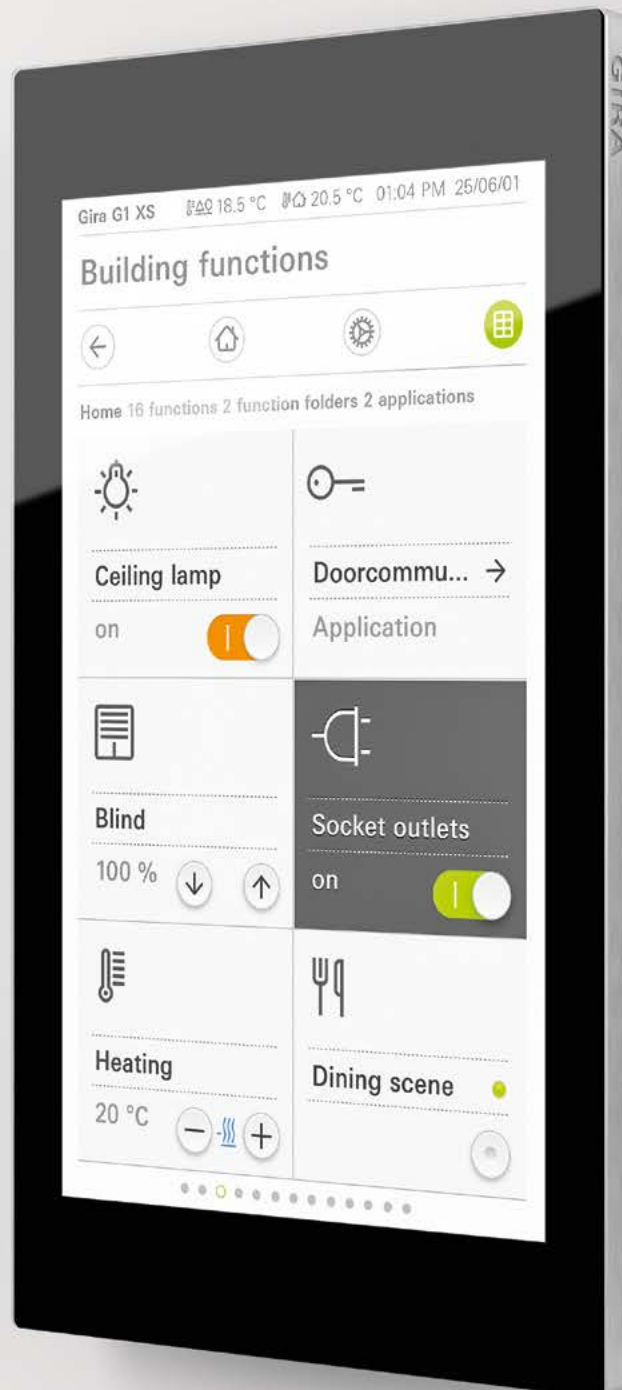 GIRA
Gira G1 XS 18.5 °C 20.5 °C 01:04 PM 25/06/01
Building functions
Home 16 functions 2 function folders 2 applications
Ceiling lamp
on
Doorcommu... →
Application
Blind
100 %
Socket outlets
on
Heating
20 °C
Dining scene